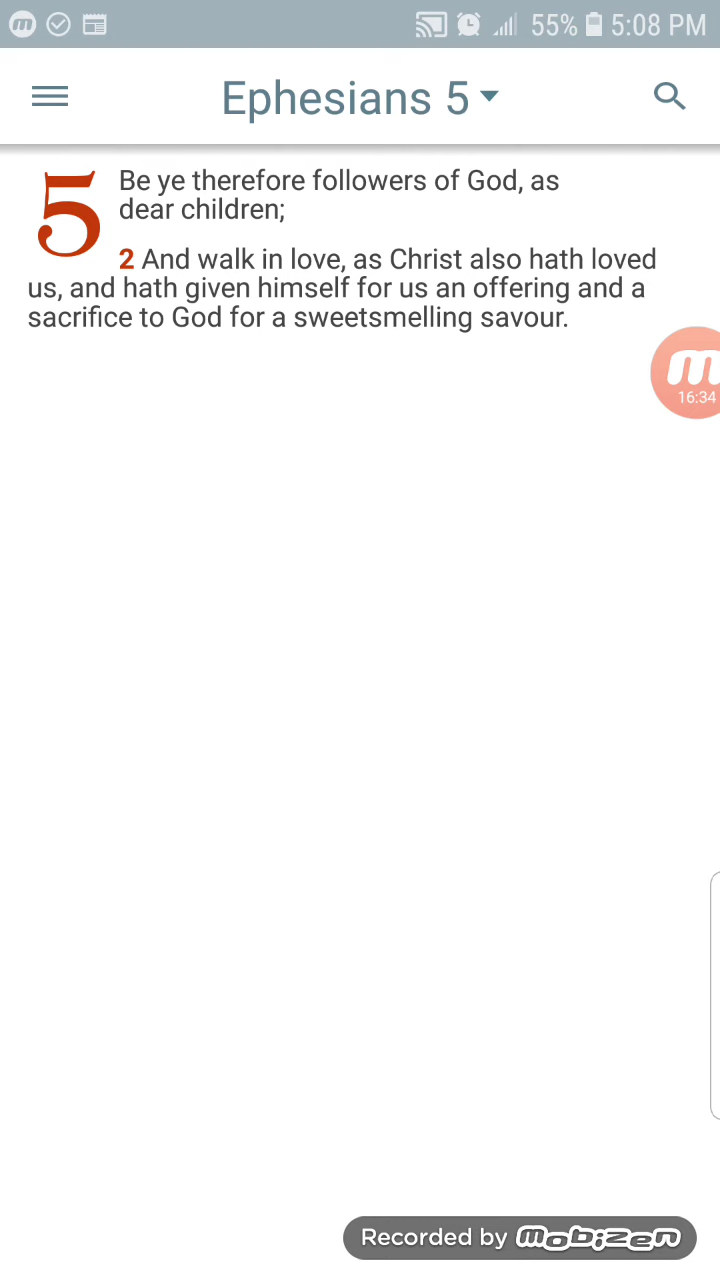 55% 5:08 PM
Ephesians 5
5 Be ye therefore followers of God, as
dear children;
2 And walk in love, as Christ also hath loved
us, and hath given himself for us an offering and a
sacrifice to God for a sweetsmelling savour.
m
16:34
Recorded by mobizen